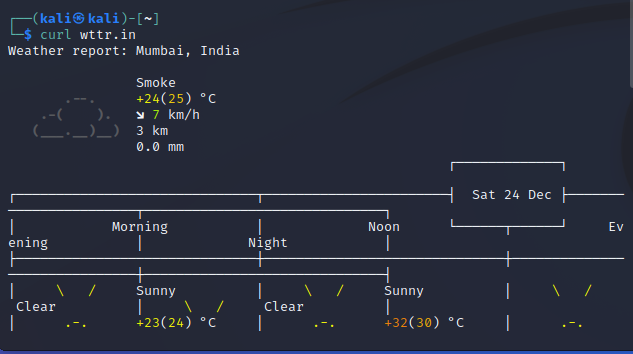 ┌──(kali㉿kali)-[~]
└─$ curl wttr.in
Weather report: Mumbai, India
Smoke
.--. +24(25) °C
.-(    ). ↘ 7 km/h
(___.__)__) 3 km
0.0 mm
┌─────────────┐
┌──────────────────────────────┬───────────────────────┤  Sat 24 Dec ├───────
────────────────┬──────────────────────────────┐
│            Morning           │             Noon      └──────┬──────┘     Ev
ening           │             Night            │
├──────────────────────────────┼──────────────────────────────┼──────────────
────────────────┼──────────────────────────────┤
│     \   /     Sunny          │     \   /     Sunny          │     \   /
 Clear          │     \   /     Clear          │
│      .-.      +23(24) °C     │      .-.      +32(30) °C     │      .-.